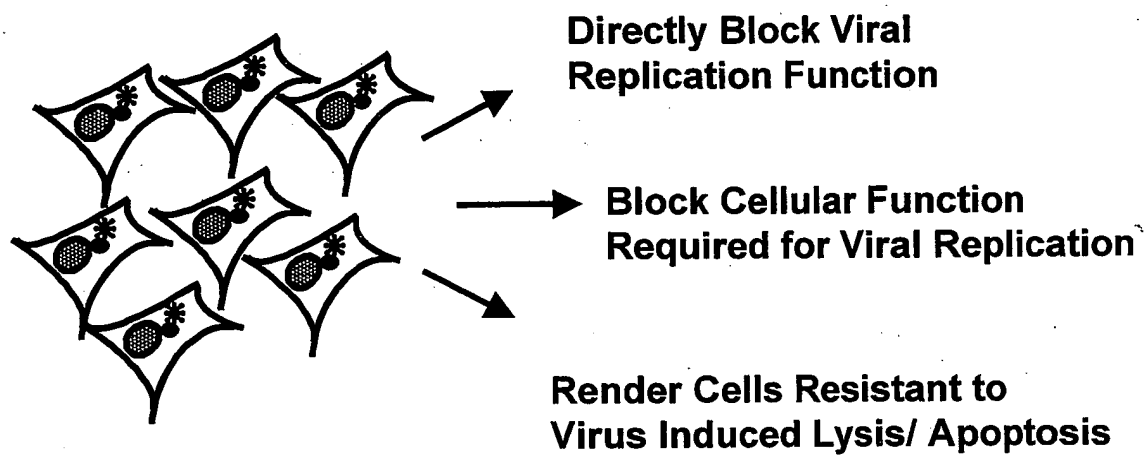 Directly Block Viral
Replication Function
Block Cellular Function
Required for Viral Replication
Render Cells Resistant to
Virus Induced Lysis/ Apoptosis